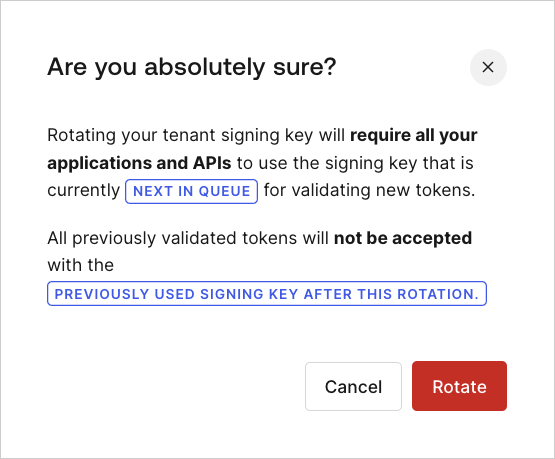 Are you absolutely sure?
Rotating your tenant signing key will require all your
applications and APIs to use the signing key that is
currently NEXT IN QUEUE for validating new tokens.
All previously validated tokens will not be accepted
with the
PREVIOUSLY USED SIGNING KEY AFTER THIS ROTATION.
Cancel Rotate